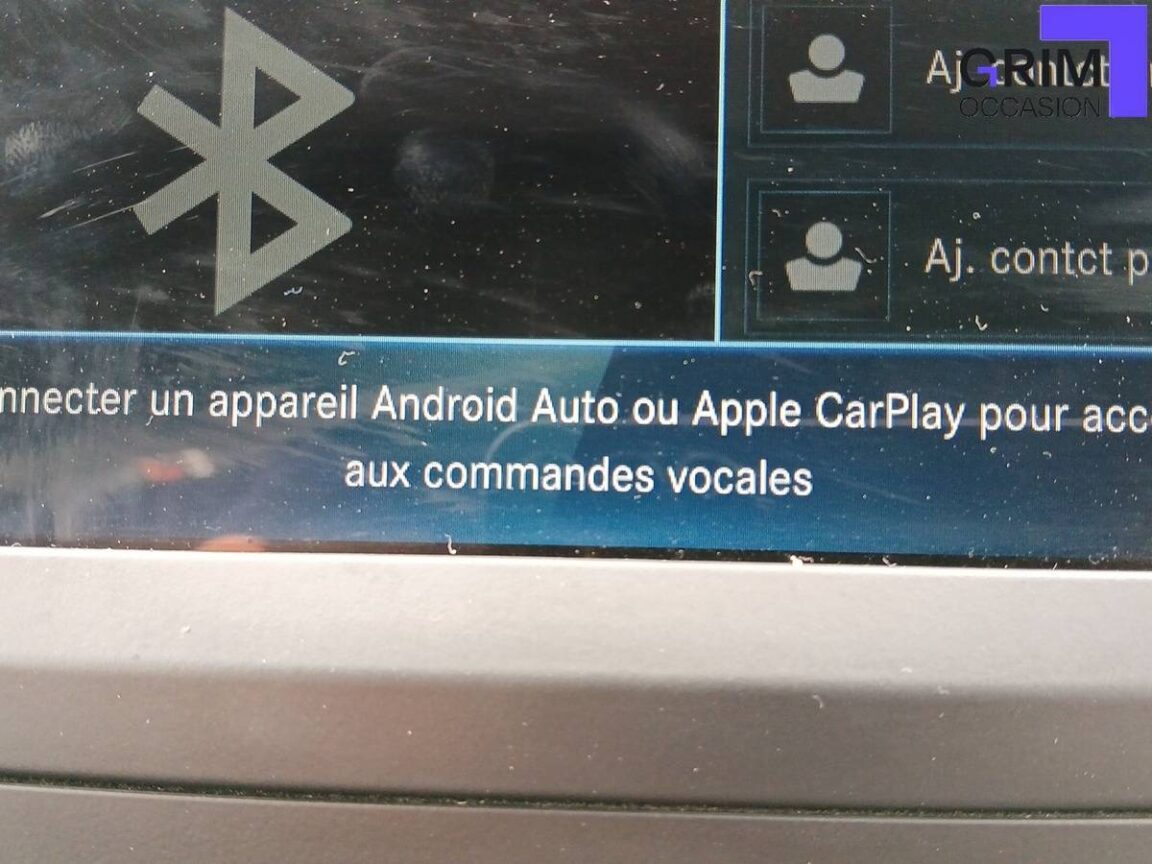 GRIM
OCCASION
Aj. contct p
nnecter un appareil Android Auto ou Apple CarPlay pour acc
aux commandes vocales